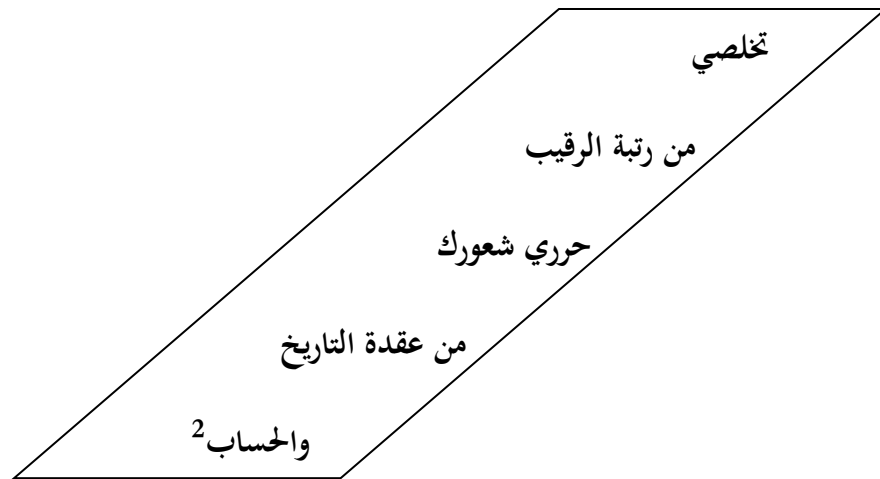 تخلصي
من رتبة الرقيب
حرري شعورك
من عقدة التاريخ
والحساب²